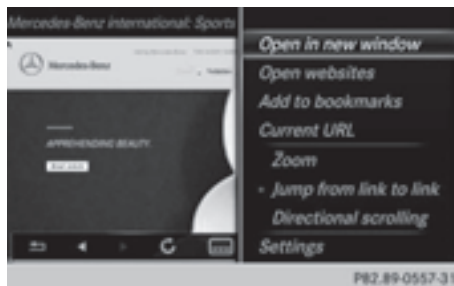 Mercedes-Benz international: Sports
Mercedes-Benz
APPREHENDING BEAUTY.
Open in new window
Open websites
Add to bookmarks
Current URL
Zoom
Jump from link to link
Directional scrolling
Settings
P82.89-0557-31